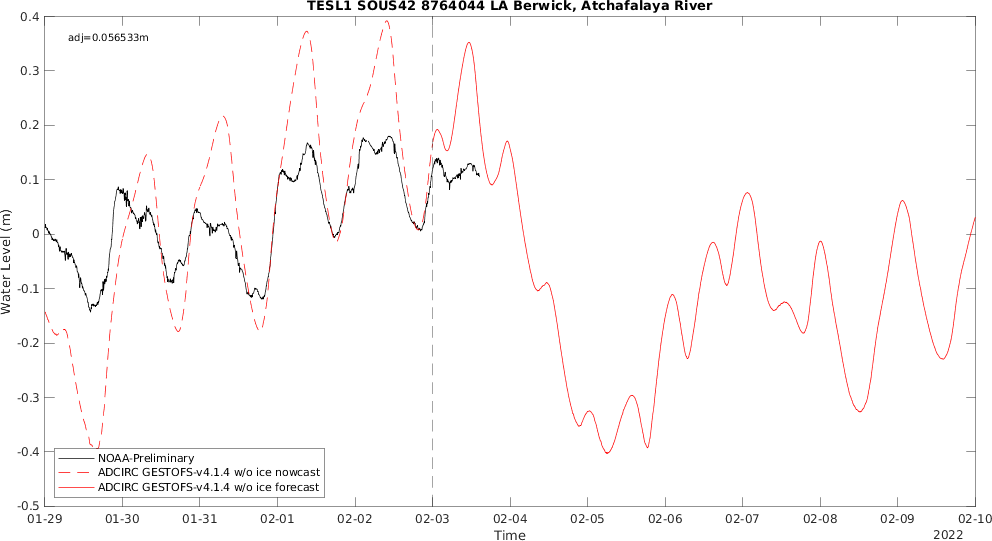 TESL1 SOUS42 8764044 LA Berwick, Atchafalaya River
adj=0.056533m
0.4
0.3
0.2
0.1
0
-0.1
-0.2
-0.3
-0.4
-0.5
Water Level (m)
NOAA-Preliminary
ADCIRC GESTOFS-v4.1.4 w/o ice nowcast
ADCIRC GESTOFS-v4.1.4 w/o ice forecast
01-29 01-30 01-31 02-01 02-02 02-03 02-04 02-05 02-06 02-07 02-08 02-09 02-10
Time
2022